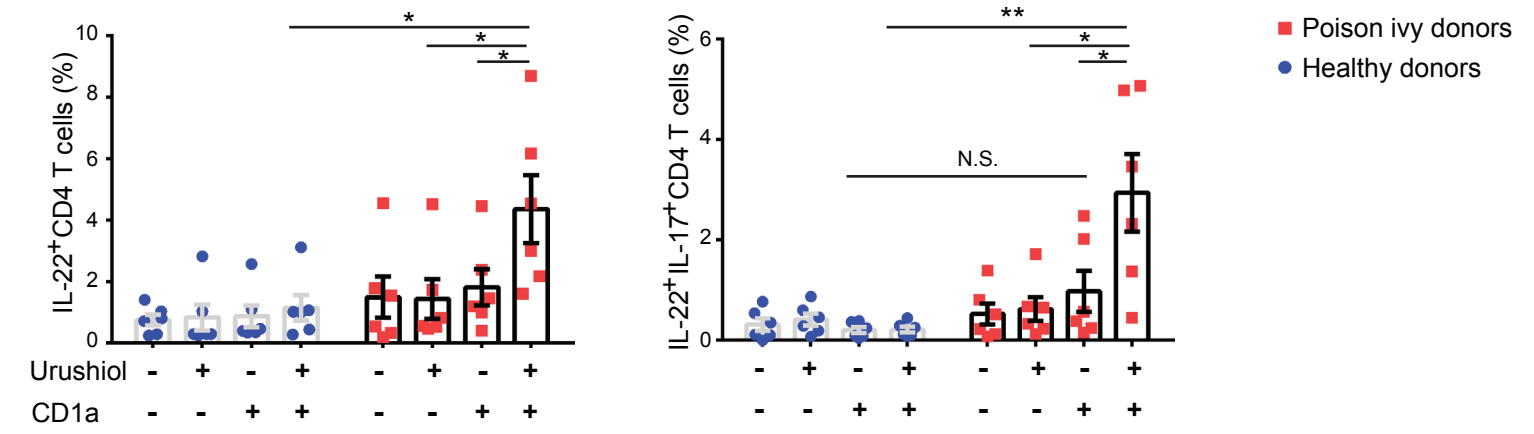 IL-22+CD4 T cells (%)
10
8
6
4
2
0
*
*
*
Urushiol - + - + - + - +
CD1a - - + + - - + +
IL-22+IL-17+CD4 T cells (%)
6
4
2
0
**
*
*
N.S.
- + - + - + - +
- - + + - - + +
Poison ivy donors
Healthy donors